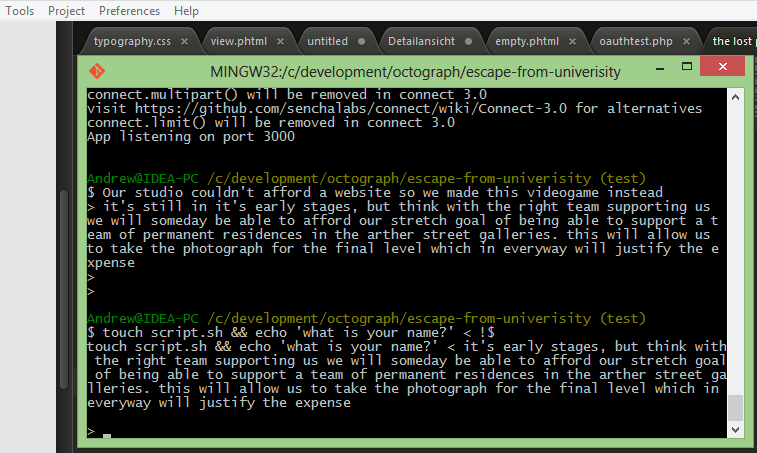 Tools Project Preferences Help
typography.css × view.phtml × untitled Detailansicht empty.phtml × oauthtest.php × the lost p
MINGW32:/c/development/octograph/escape-from-univerisity
connect.multipart() will be removed in connect 3.0
visit https://github.com/senchalabs/connect/wiki/Connect-3.0 for alternatives
connect.limit() will be removed in connect 3.0
App listening on port 3000
Andrew@IDEA-PC /c/development/octograph/escape-from-univerisity (test)
$ Our studio couldn't afford a website so we made this videogame instead
> it's still in it's early stages, but think with the right team supporting us
we will someday be able to afford our stretch goal of being able to support a t
eam of permanent residences in the arther street galleries. this will allow us
to take the photograph for the final level which in everyway will justify the e
xpense
>
>
Andrew@IDEA-PC /c/development/octograph/escape-from-univerisity (test)
$ touch script.sh && echo 'what is your name?' < !$
touch script.sh && echo 'what is your name?' < it's early stages, but think with
the right team supporting us we will someday be able to afford our stretch goal
of being able to support a team of permanent residences in the arther street ga
lleries. this will allow us to take the photograph for the final level which in
everyway will justify the expense
>